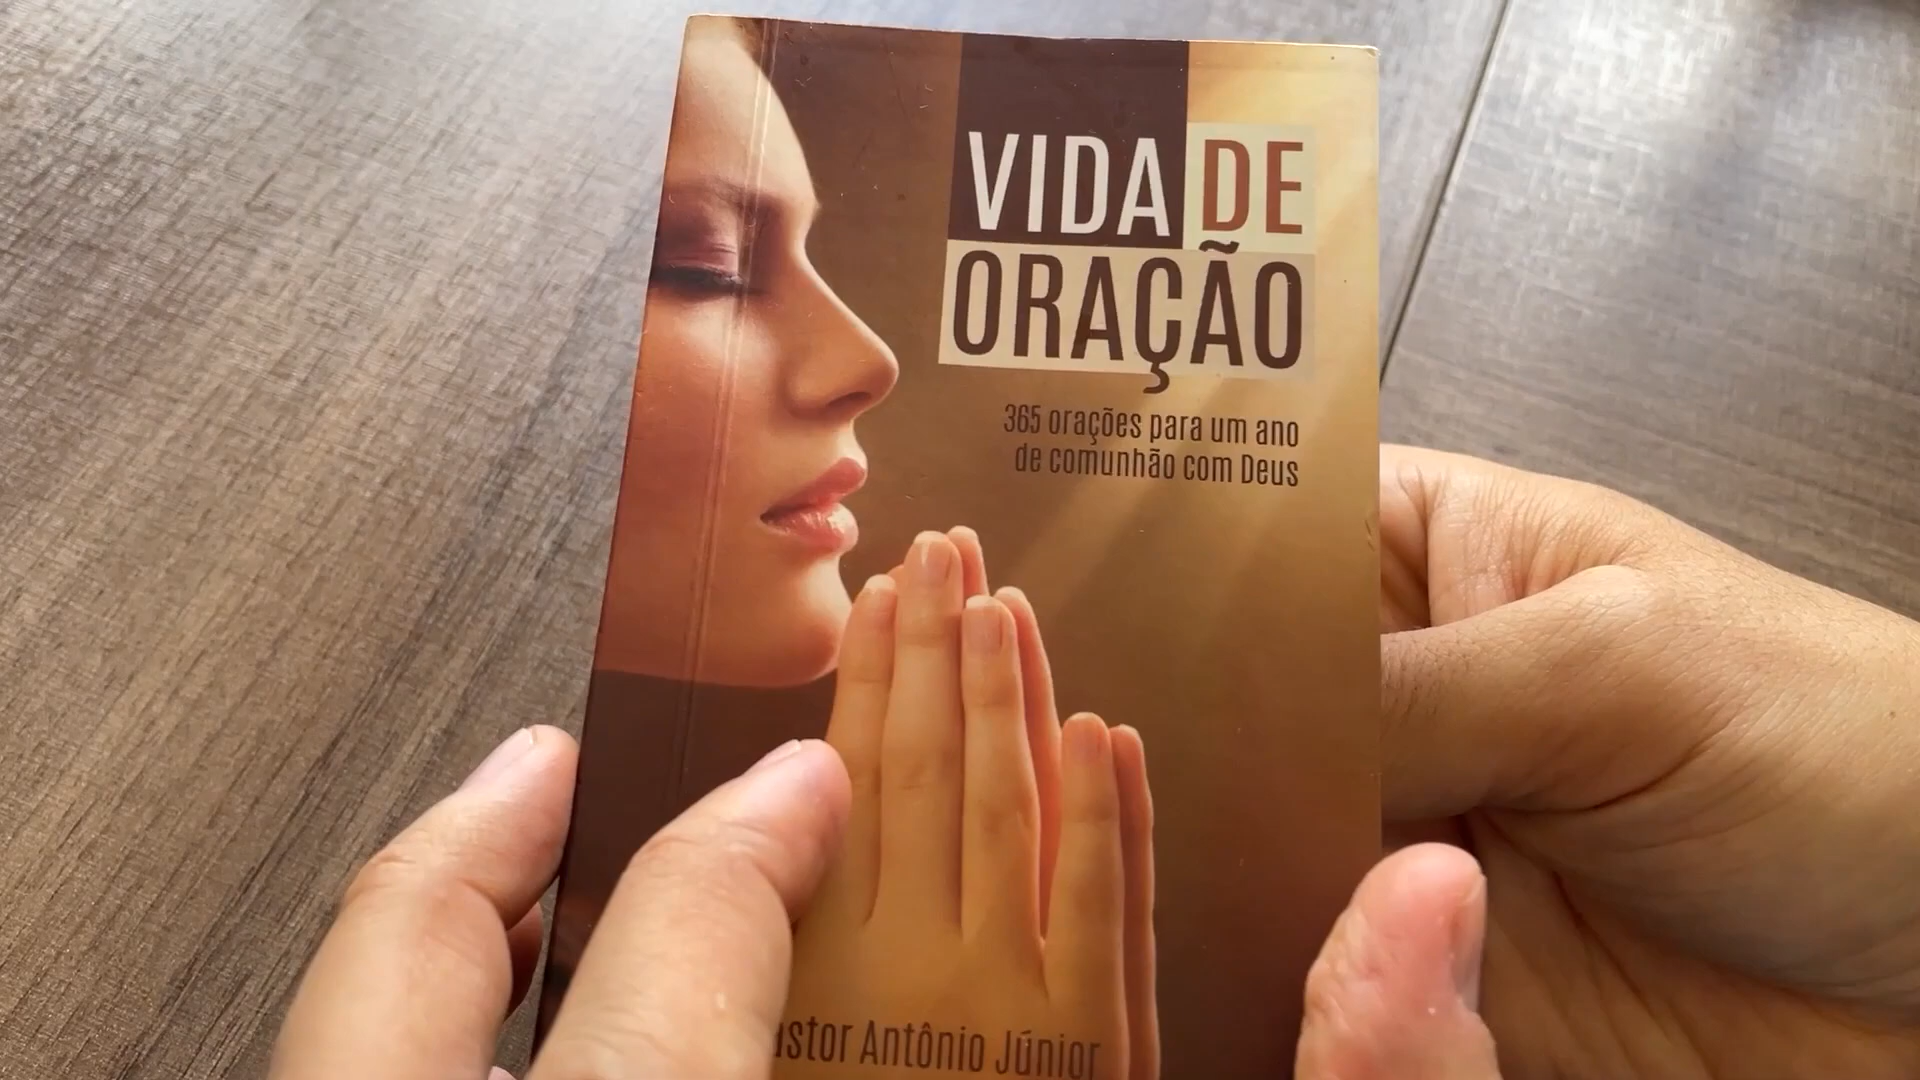 VIDA DE
ORAÇÃO
365 orações para um ano
de comunhão com Deus
Antônio Júnior